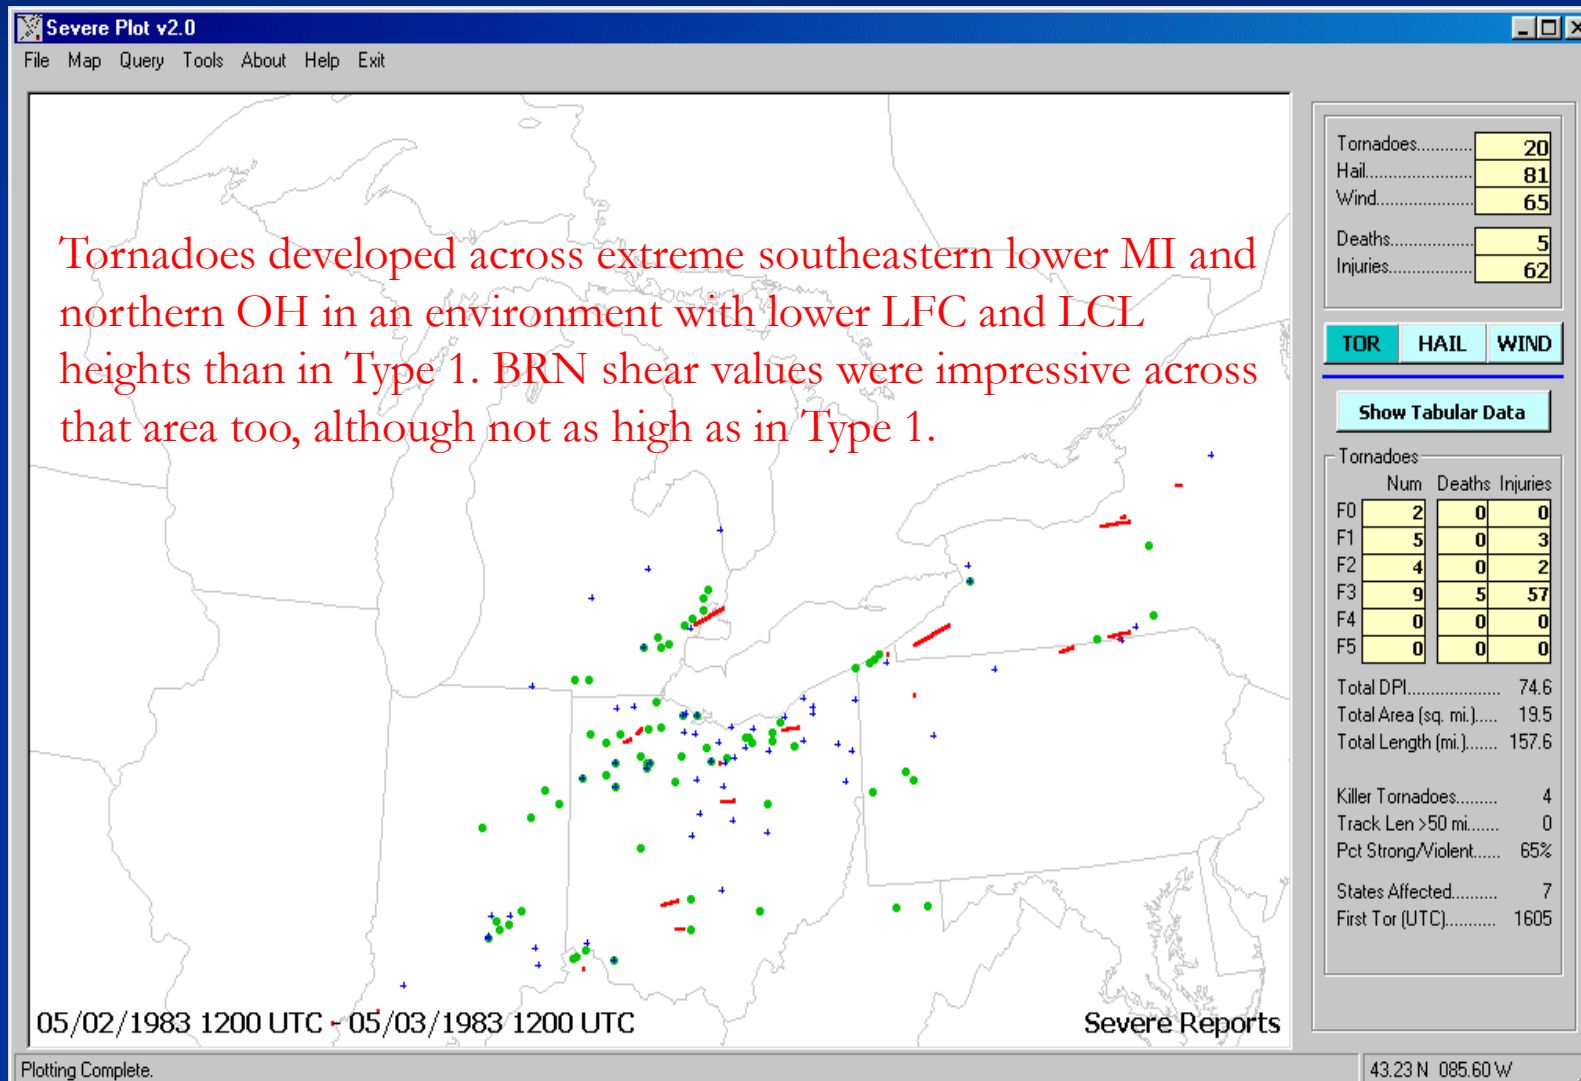 Severe Plot v2.0
File Map Query Tools About Help Exit
Tornadoes developed across extreme southeastern lower MI and
northern OH in an environment with lower LFC and LCL
heights than in Type 1. BRN shear values were impressive across
that area too, although not as high as in Type 1.
05/02/1983 1200 UTC - 05/03/1983 1200 UTC
Severe Reports
Tornadoes........... 20
Hail...................... 81
Wind.................... 65
Deaths................. 5
Injuries................. 62
TOR HAIL WIND
Show Tabular Data
Tornadoes
Num Deaths Injuries
F0 2 0 0
F1 5 0 3
F2 4 0 2
F3 9 5 57
F4 0 0 0
F5 0 0 0
Total DPI.................... 74.6
Total Area (sq. mi.)..... 19.5
Total Length (mi.)....... 157.6
Killer Tornadoes......... 4
Track Len >50 mi....... 0
Pct Strong/Violent...... 65%
States Affected.......... 7
First Tor (UTC).......... 1605
Plotting Complete.
43.23 N 085.60 W